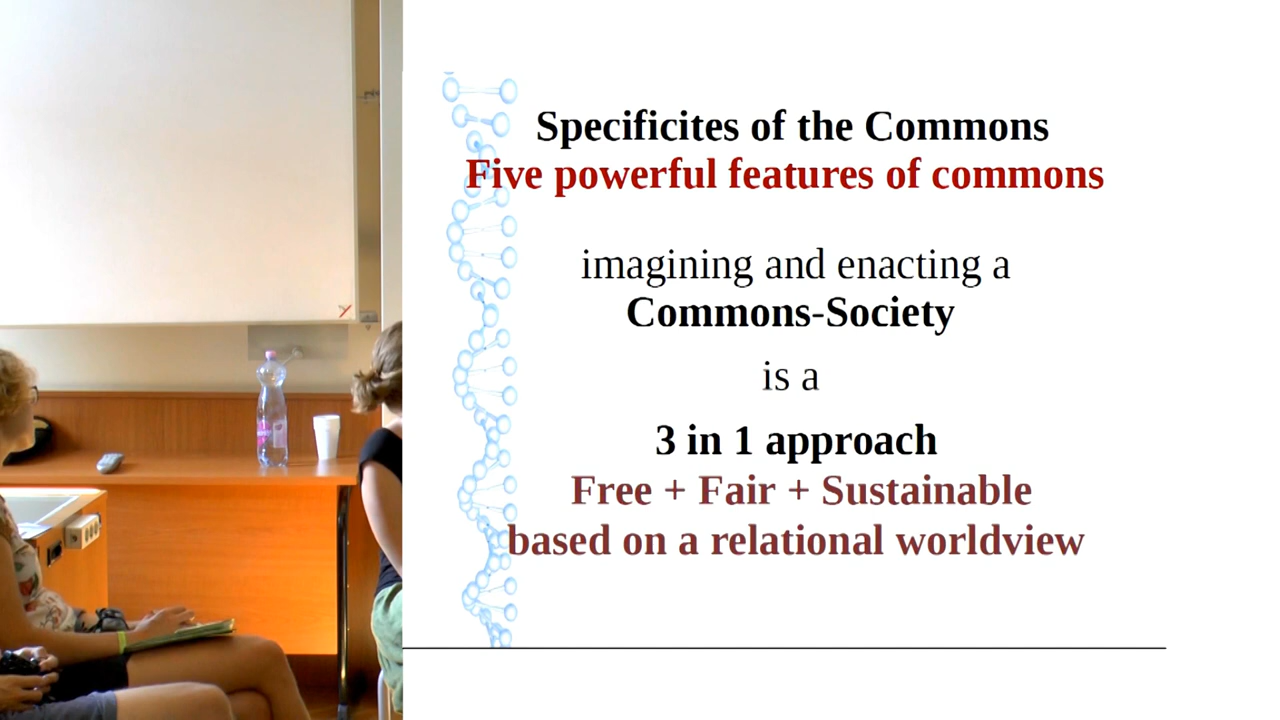 Specificites of the Commons
Five powerful features of commons
imagining and enacting a
Commons-Society
is a
3 in 1 approach
Free + Fair + Sustainable
based on a relational worldview